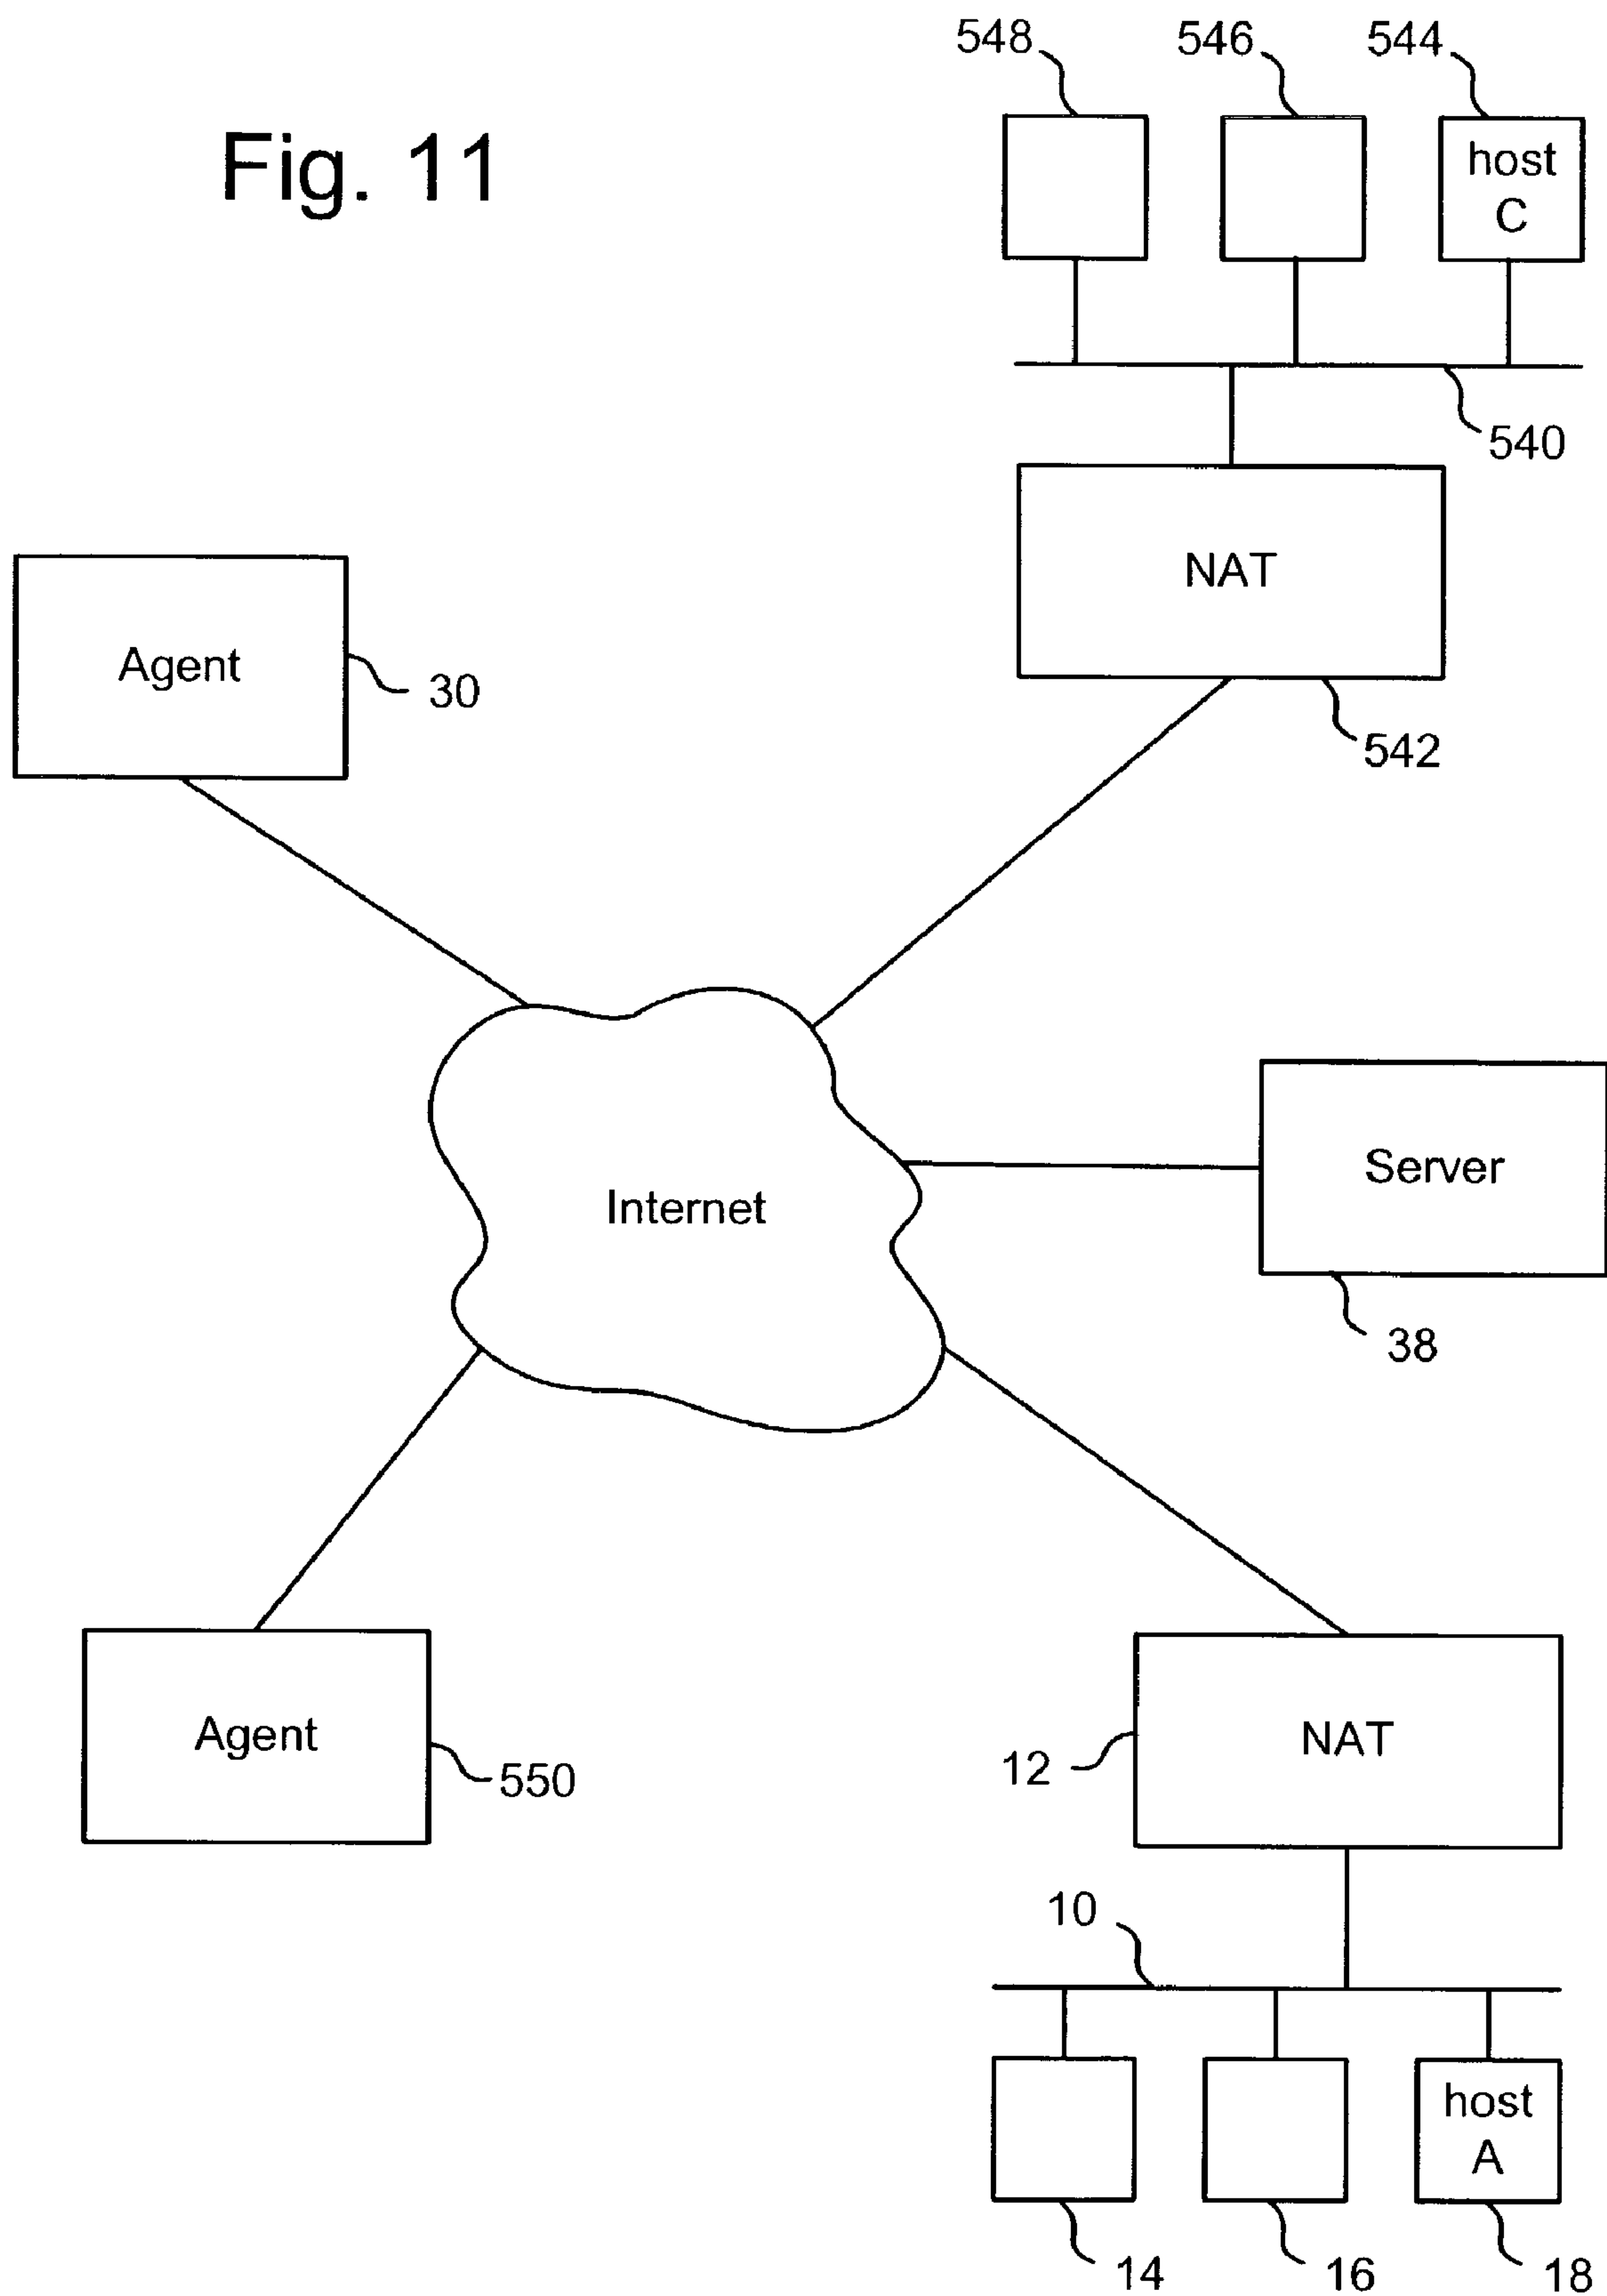 548
546
544
Fig. 11
host
C
540
NAT
Agent
30
542
Internet
Server
38
Agent
550
12
NAT
10
host
A
14
16
18